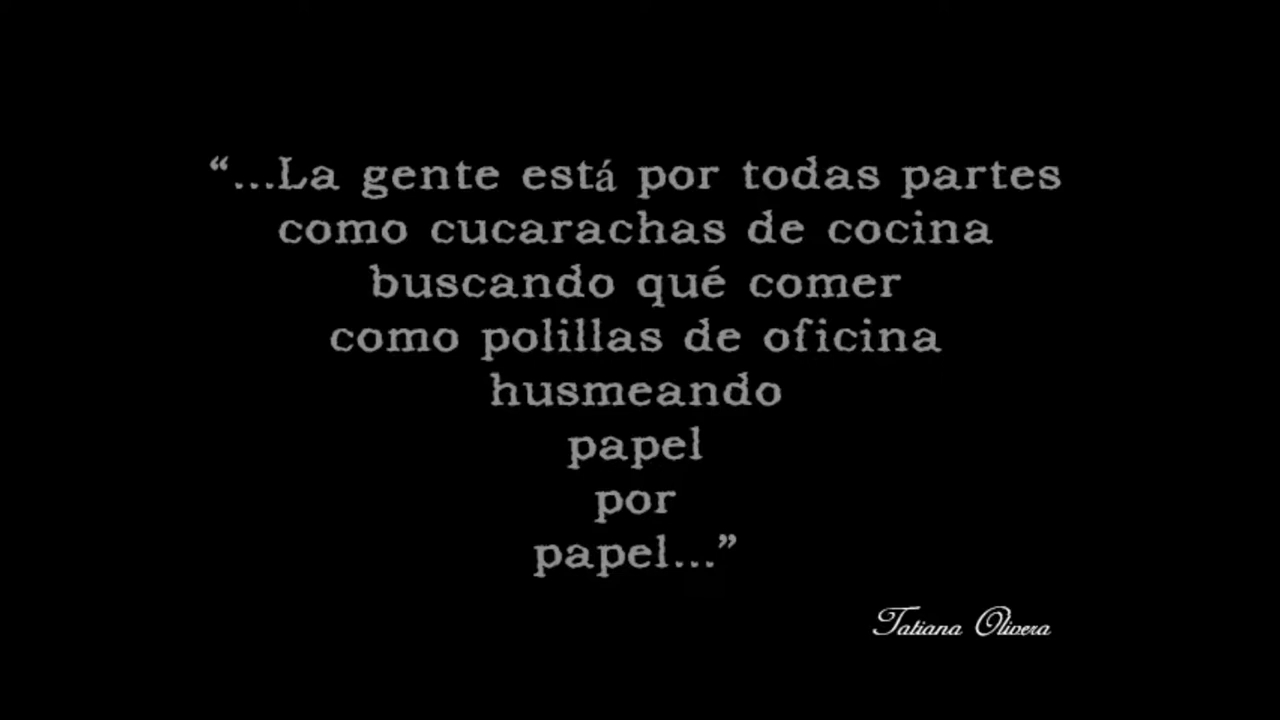 “...La gente está por todas partes
como cucarachas de cocina
buscando qué comer
como polillas de oficina
husmeando
papel
por
papel...”
Tatiana Olivera